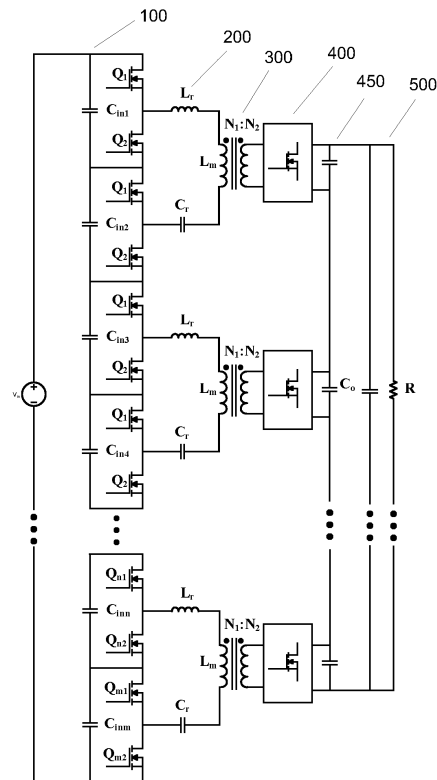 100
200
300
400
450
500
Q1
Lr
N1:N2
Cin1
Q2
Lm
Q1
Cr
Cin2
Q2
Q1
Lr
N1:N2
Cin3
Q2
Lm
Co
R
Q1
Cr
Cin4
Q2
Qn1
Lr
N1:N2
Cinn
Qn2
Lm
Qm1
Cr
Cinm
Qm2